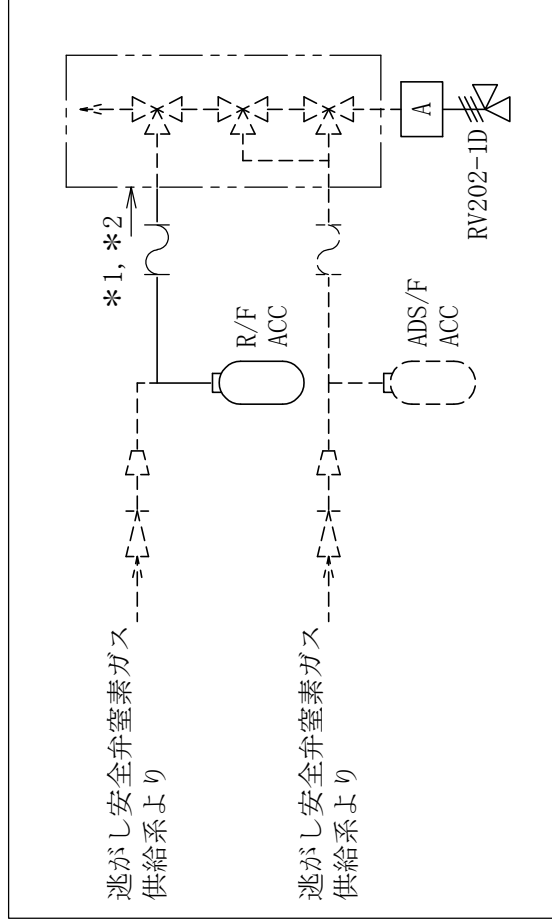 逃がし安全弁窒素ガス
供給系より
*1, *2
R/F
ACC
逃がし安全弁窒素ガス
供給系より
ADS/F
ACC
A
RV202-1D